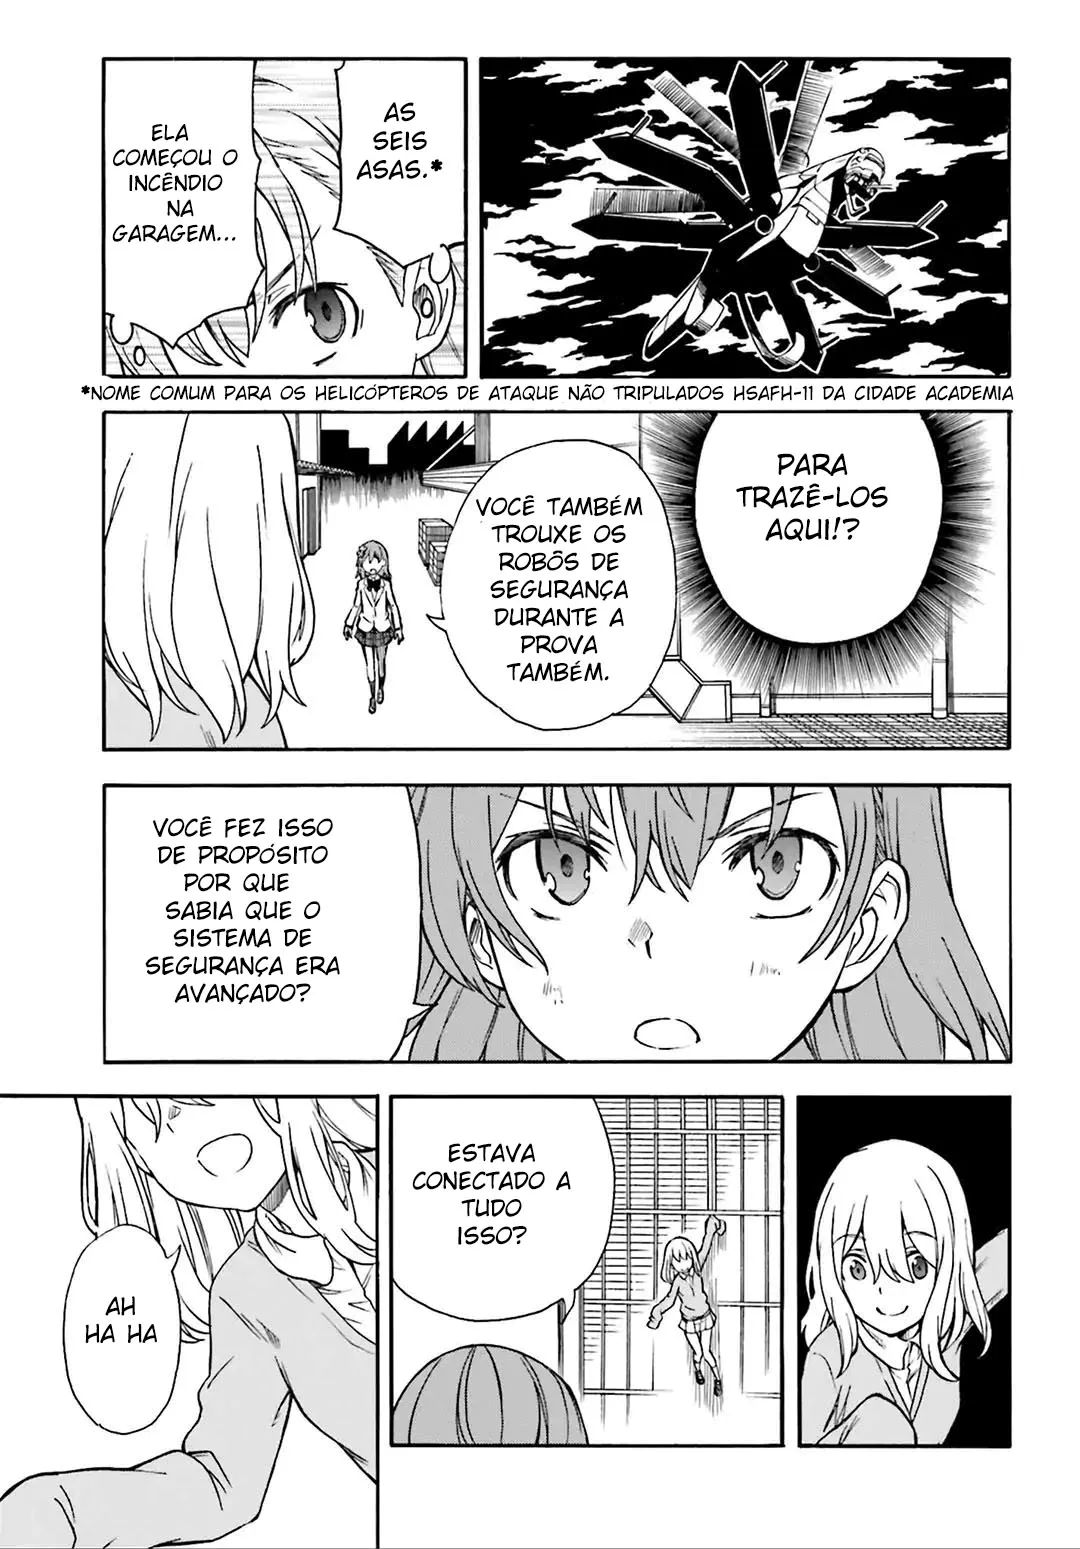 AS
SEIS
ASAS.*
ELA
COMEÇOU O
INCÊNDIO
NA
GARAGEM...
*NOME COMUM PARA OS HELICÓPTEROS DE ATAQUE NÃO TRIPULADOS HSAFH-11 DA CIDADE ACADEMIA
PARA
TRAZÊ-LOS
AQUI!?
VOCÊ TAMBÉM
TROUXE OS
ROBÔS DE
SEGURANÇA
DURANTE A
PROVA
TAMBÉM.
VOCÊ FEZ ISSO
DE PROPÓSITO
POR QUE
SABIA QUE O
SISTEMA DE
SEGURANÇA ERA
AVANÇADO?
ESTAVA
CONECTADO A
TUDO
ISSO?
AH
HA HA